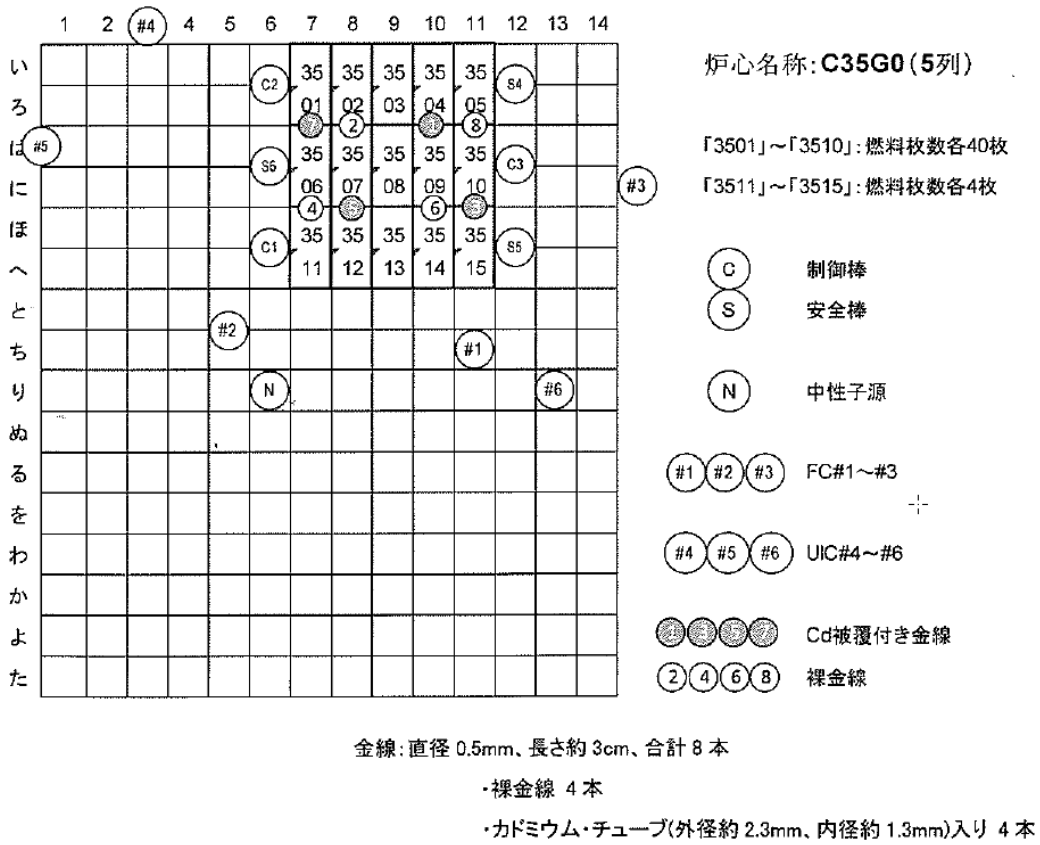 1 2 #4 4 5 6 7 8 9 10 11 12 13 14
い
C2 35 35 35 35 35 S4
ろ 01 02 03 04 05
2 8
は #5
S6 35 35 35 35 35 C3
に 06 07 08 09 10 #3
4 6
ほ
C1 35 35 35 35 35 S5
へ 11 12 13 14 15
と
#2
ち #1
り N #6
ぬ
る
を
わ
か
よ
た
炉心名称:C35G0(5列)
「3501」~「3510」:燃料枚数各40枚
「3511」~「3515」:燃料枚数各4枚
C 制御棒
S 安全棒
N 中性子源
#1 #2 #3 FC#1~#3
#4 #5 #6 UIC#4~#6
Cd被覆付き金線
2 4 6 8 裸金線
金線:直径 0.5mm、長さ約 3cm、合計 8 本
・裸金線 4 本
・カドミウム・チューブ(外径約 2.3mm、内径約 1.3mm)入り 4 本